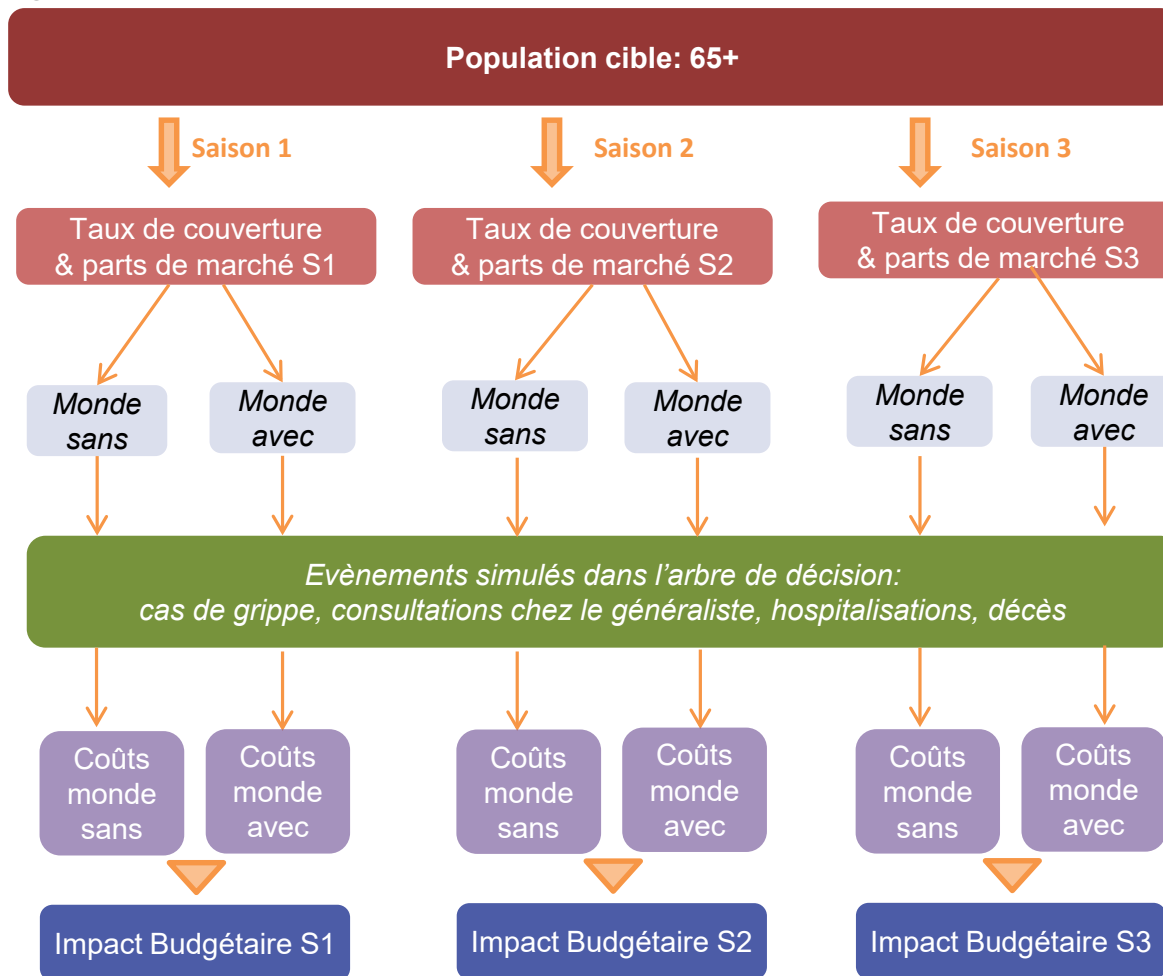 Population cible: 65+
Saison 1
Saison 2
Saison 3
Taux de couverture
& parts de marché S1
Taux de couverture
& parts de marché S2
Taux de couverture
& parts de marché S3
Monde
sans
Monde
avec
Monde
sans
Monde
avec
Monde
sans
Monde
avec
Evènements simulés dans l'arbre de décision:
cas de grippe, consultations chez le généraliste, hospitalisations, décès
Coûts
monde
sans
Coûts
monde
avec
Coûts
monde
sans
Coûts
monde
avec
Coûts
monde
sans
Coûts
monde
avec
Impact Budgétaire S1
Impact Budgétaire S2
Impact Budgétaire S3